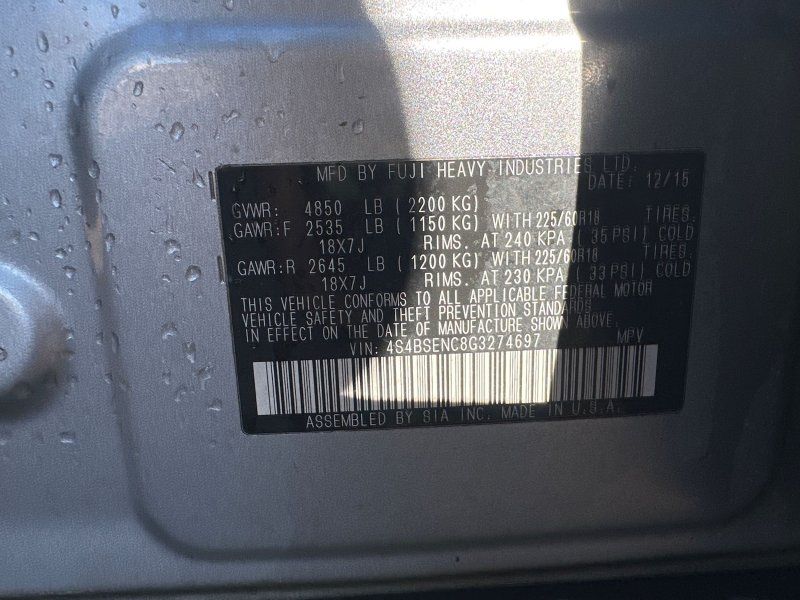 MFD BY FUJI HEAVY INDUSTRIES LTD.
DATE: 12/15
GVWR: 4850 LB ( 2200 KG)
GAWR:F 2535 LB ( 1150 KG) WITH 225/60R18 TIRES
18X7J RIMS. AT 240 KPA ( 35 PSI) COLD
GAWR:R 2645 LB ( 1200 KG) WITH 225/60R18 TIRES.
18X7J RIMS. AT 230 KPA ( 33 PSI) COLD
THIS VEHICLE CONFORMS TO ALL APPLICABLE FEDERAL MOTOR
VEHICLE SAFETY AND THEFT PREVENTION STANDARDS
IN EFFECT ON THE DATE OF MANUFACTURE SHOWN ABOVE.
VIN: 4S4BSENC8G3274697 MPV
ASSEMBLED BY SIA INC. MADE IN U.S.A.